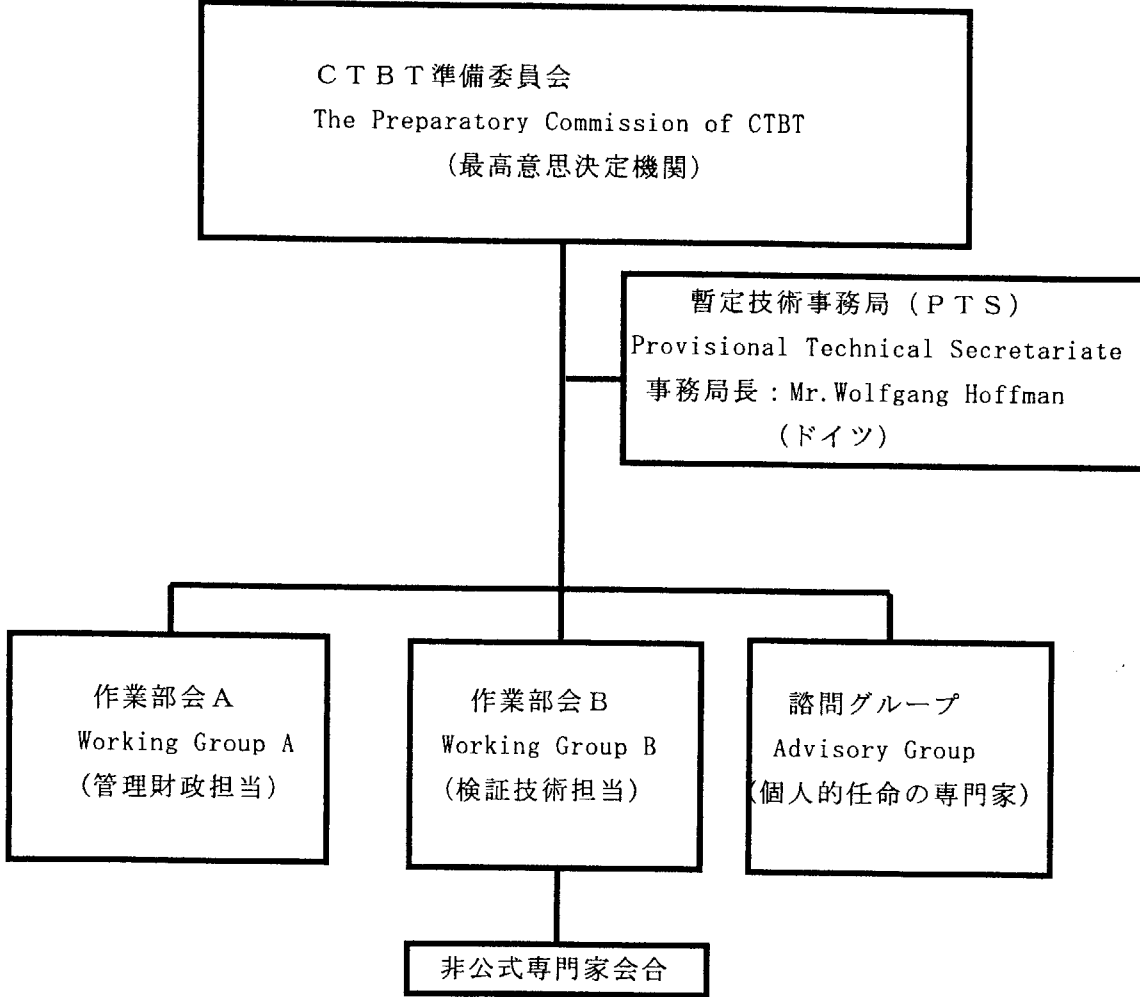 ＣＴＢＴ準備委員会
The Preparatory Commission of CTBT
(最高意思決定機関)
暫定技術事務局（ＰＴＳ）
Provisional Technical Secretariate
事務局長：Mr.Wolfgang Hoffman
(ドイツ)
作業部会Ａ
Working Group A
(管理財政担当)
作業部会Ｂ
Working Group B
(検証技術担当)
諮問グループ
Advisory Group
(個人的任命の専門家)
非公式専門家会合